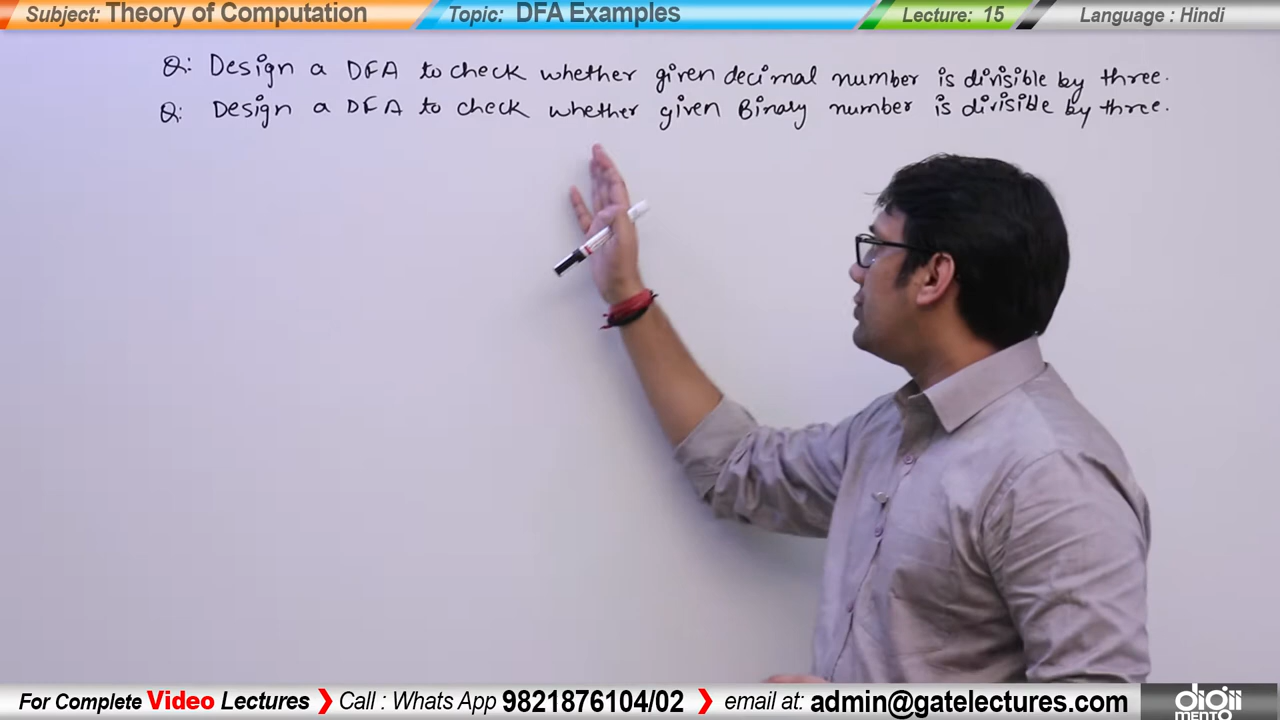 Subject: Theory of Computation Topic: DFA Examples Lecture: 15 Language : Hindi
Q: Design a DFA to check whether given decimal number is divisible by three.
Q: Design a DFA to check whether given Binary number is divisible by three.
For Complete Video Lectures Call : Whats App 9821876104/02 email at: admin@gatelectures.com digii
MENTO